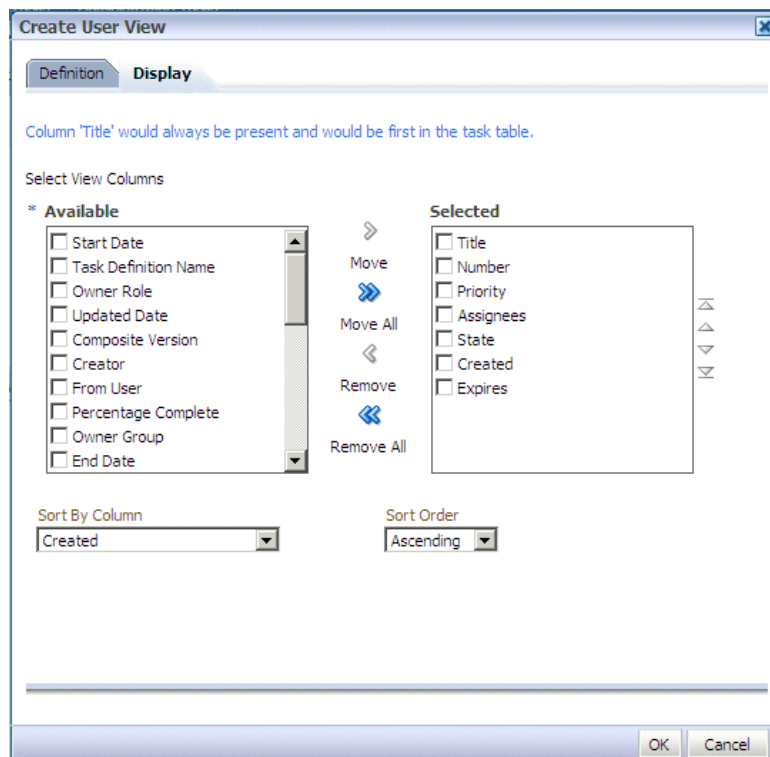 Create User View
Definition
Display
Column 'Title' would always be present and would be first in the task table.
Select View Columns
* Available
Start Date
Task Definition Name
Owner Role
Updated Date
Composite Version
Creator
From User
Percentage Complete
Owner Group
End Date
Move
Move All
Remove
Remove All
Selected
Title
Number
Priority
Assignees
State
Created
Expires
Sort By Column
Created
Sort Order
Ascending
OK
Cancel